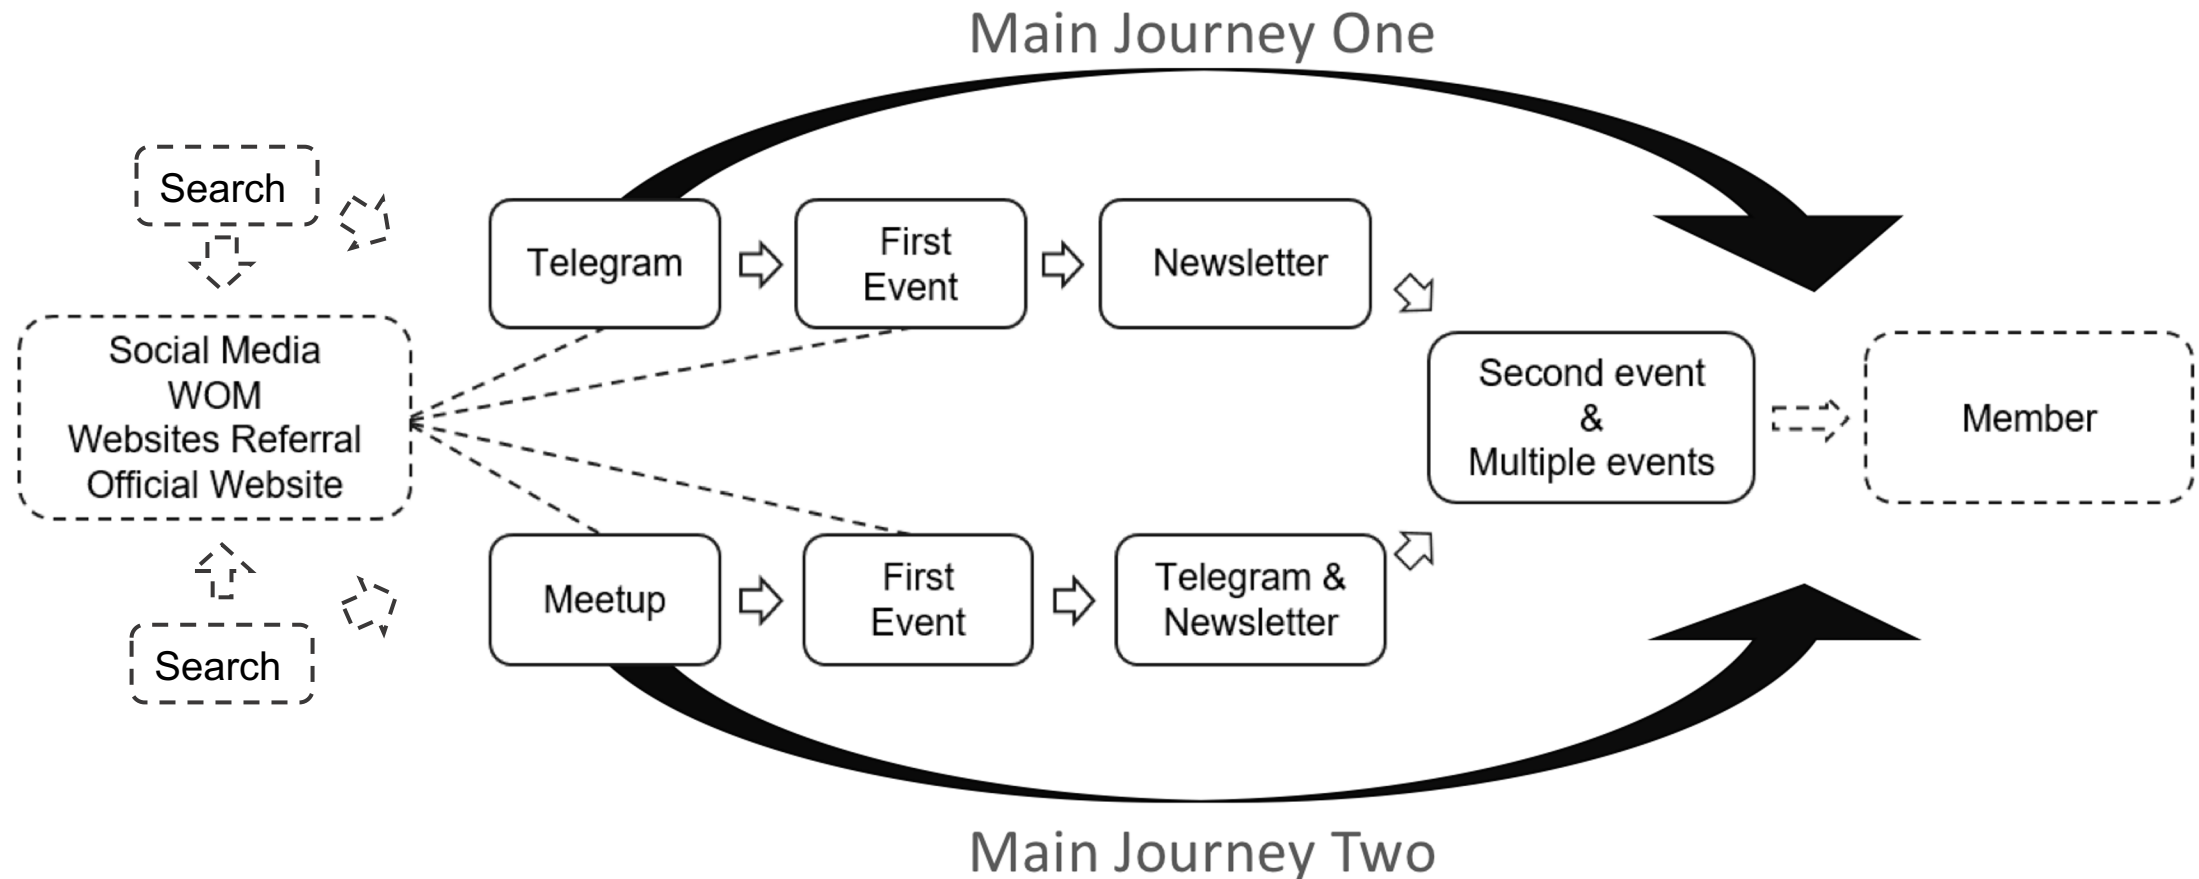 Main Journey One
Search
Telegram
First
Event
Newsletter
Social Media
WOM
Websites Referral
Official Website
Second event
&
Multiple events
Member
Meetup
First
Event
Telegram &
Newsletter
Search
Main Journey Two